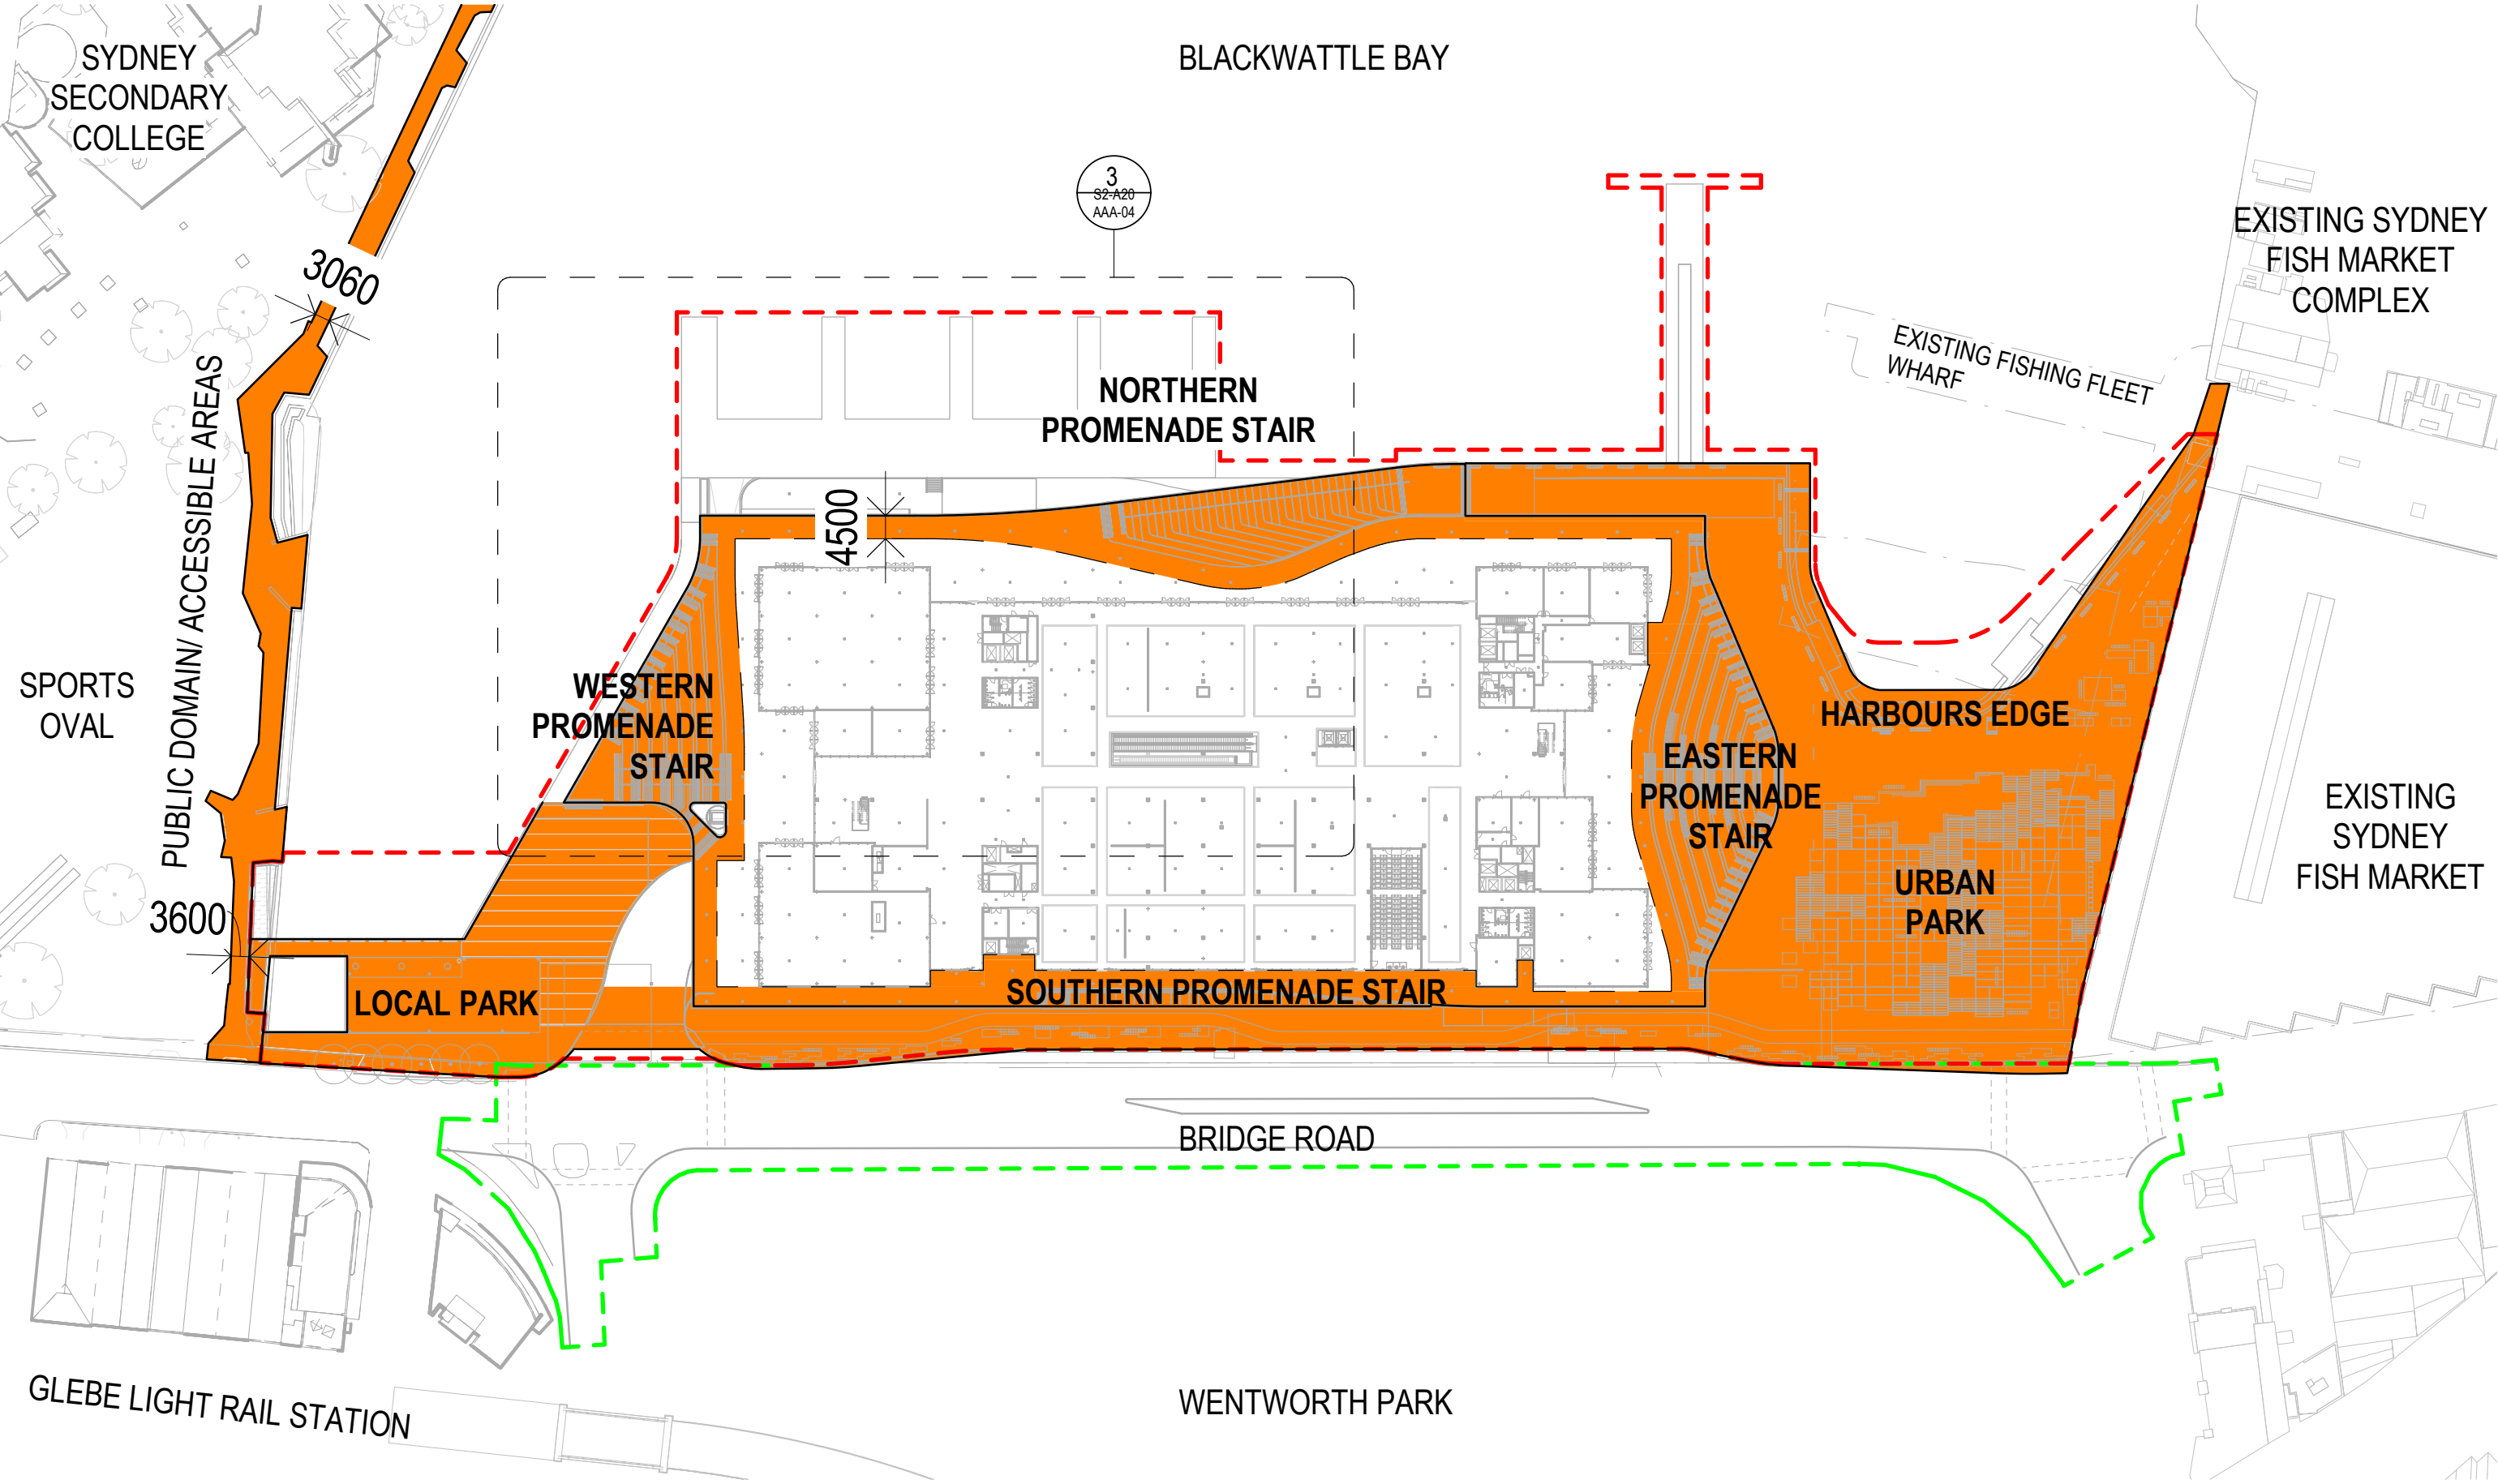 SYDNEY
SECONDARY
COLLEGE
BLACKWATTLE BAY
3
S2-A20
AAA-04
3060
EXISTING SYDNEY
FISH MARKET
COMPLEX
EXISTING FISHING FLEET
WHARF
NORTHERN
PROMENADE STAIR
PUBLIC DOMAIN/ ACCESSIBLE AREAS
4500
SPORTS
OVAL
WESTERN
PROMENADE
STAIR
HARBOURS EDGE
EASTERN
PROMENADE
STAIR
EXISTING
SYDNEY
FISH MARKET
URBAN
PARK
3600
LOCAL PARK
SOUTHERN PROMENADE STAIR
BRIDGE ROAD
GLEBE LIGHT RAIL STATION
WENTWORTH PARK